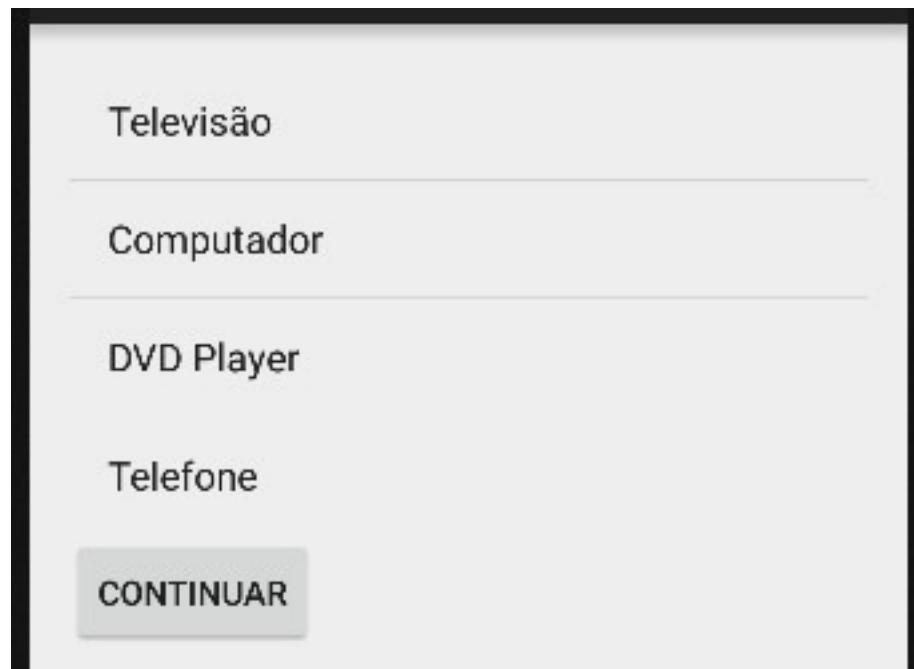 Televisão
Computador
DVD Player
Telefone
CONTINUAR